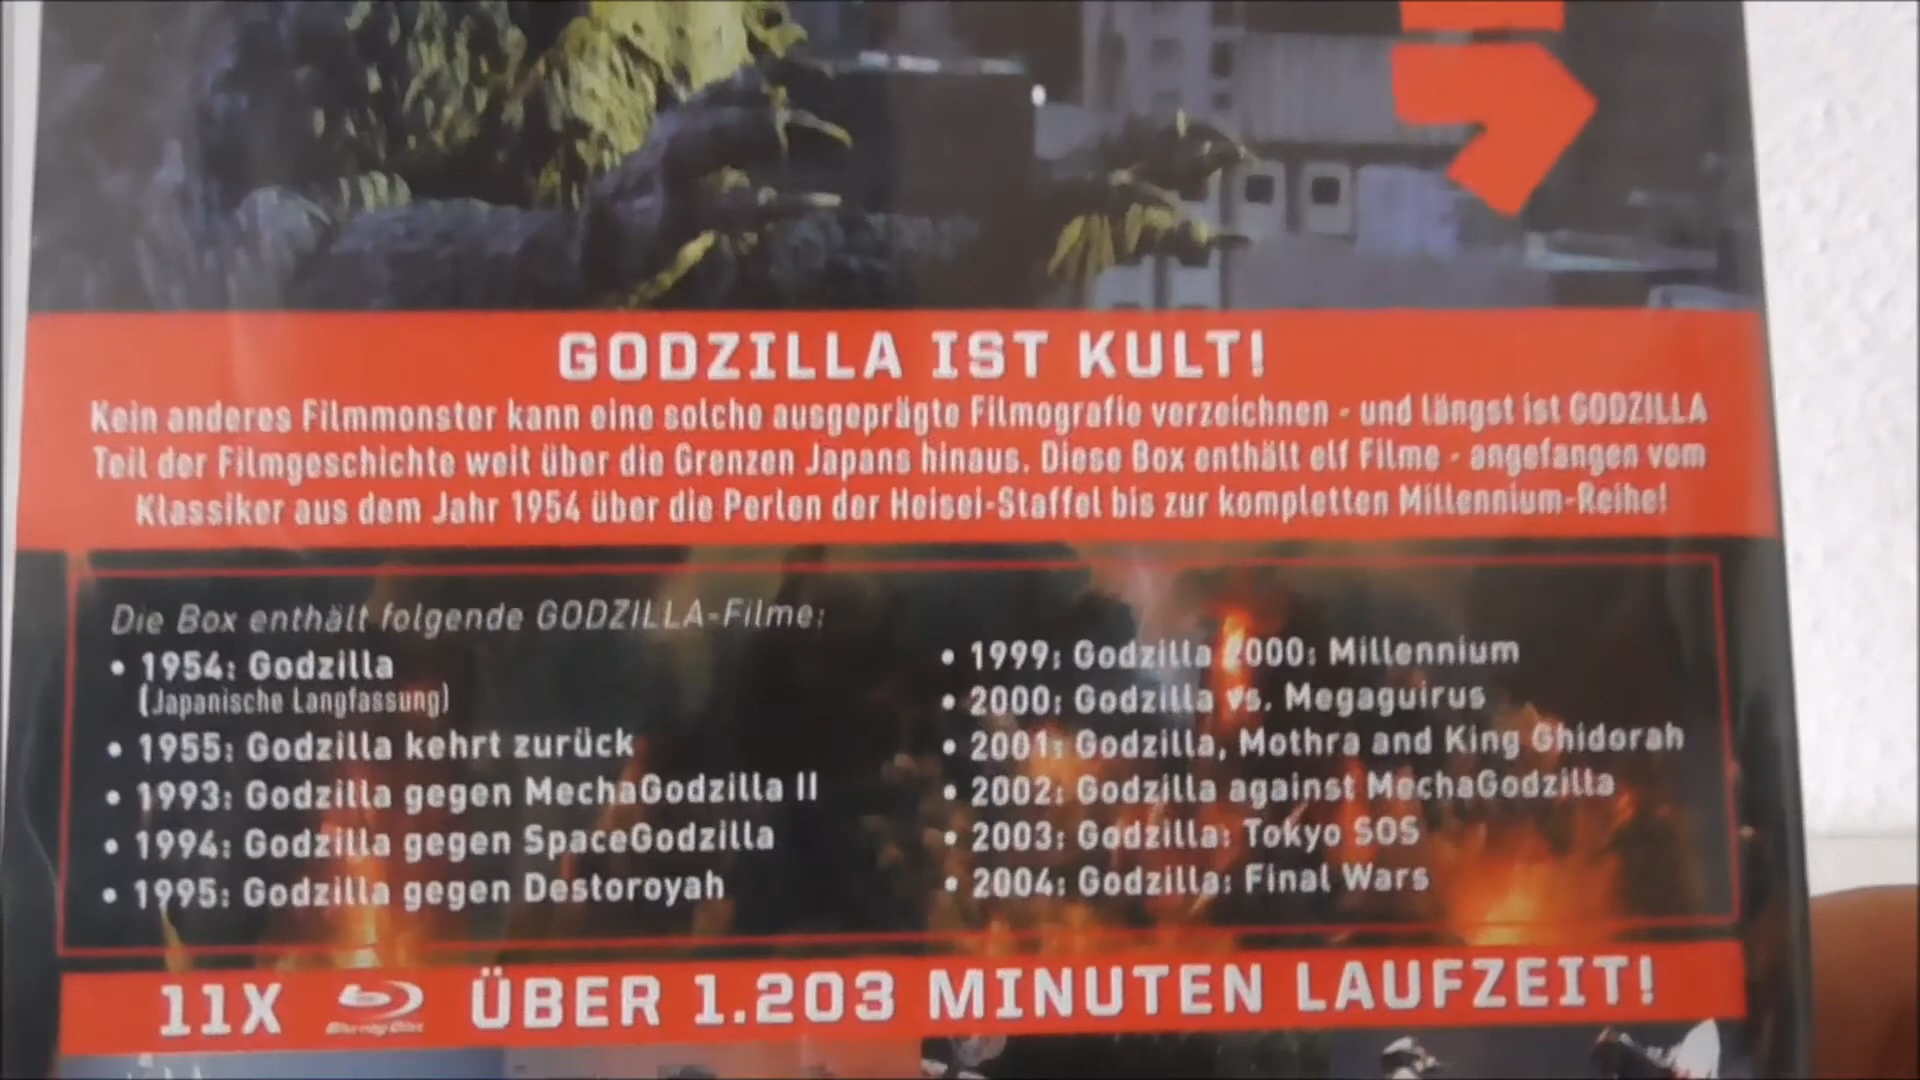 GODZILLA IST KULT!
Kein anderes Filmmonster kann eine solche ausgeprägte Filmografie verzeichnen - und längst ist GODZILLA
Teil der Filmgeschichte weit über die Grenzen Japans hinaus. Diese Box enthält elf Filme - angefangen vom
Klassiker aus dem Jahr 1954 über die Perlen der Heisei-Staffel bis zur kompletten Millennium-Reihe!
Die Box enthält folgende GODZILLA-Filme:
• 1954: Godzilla
(Japanische Langfassung)
• 1955: Godzilla kehrt zurück
• 1993: Godzilla gegen MechaGodzilla II
• 1994: Godzilla gegen SpaceGodzilla
• 1995: Godzilla gegen Destoroyah
• 1999: Godzilla 2000: Millennium
• 2000: Godzilla vs. Megaguirus
• 2001: Godzilla, Mothra and King Ghidorah
• 2002: Godzilla against MechaGodzilla
• 2003: Godzilla: Tokyo SOS
• 2004: Godzilla: Final Wars
11X Blu-ray Disc ÜBER 1.203 MINUTEN LAUFZEIT!